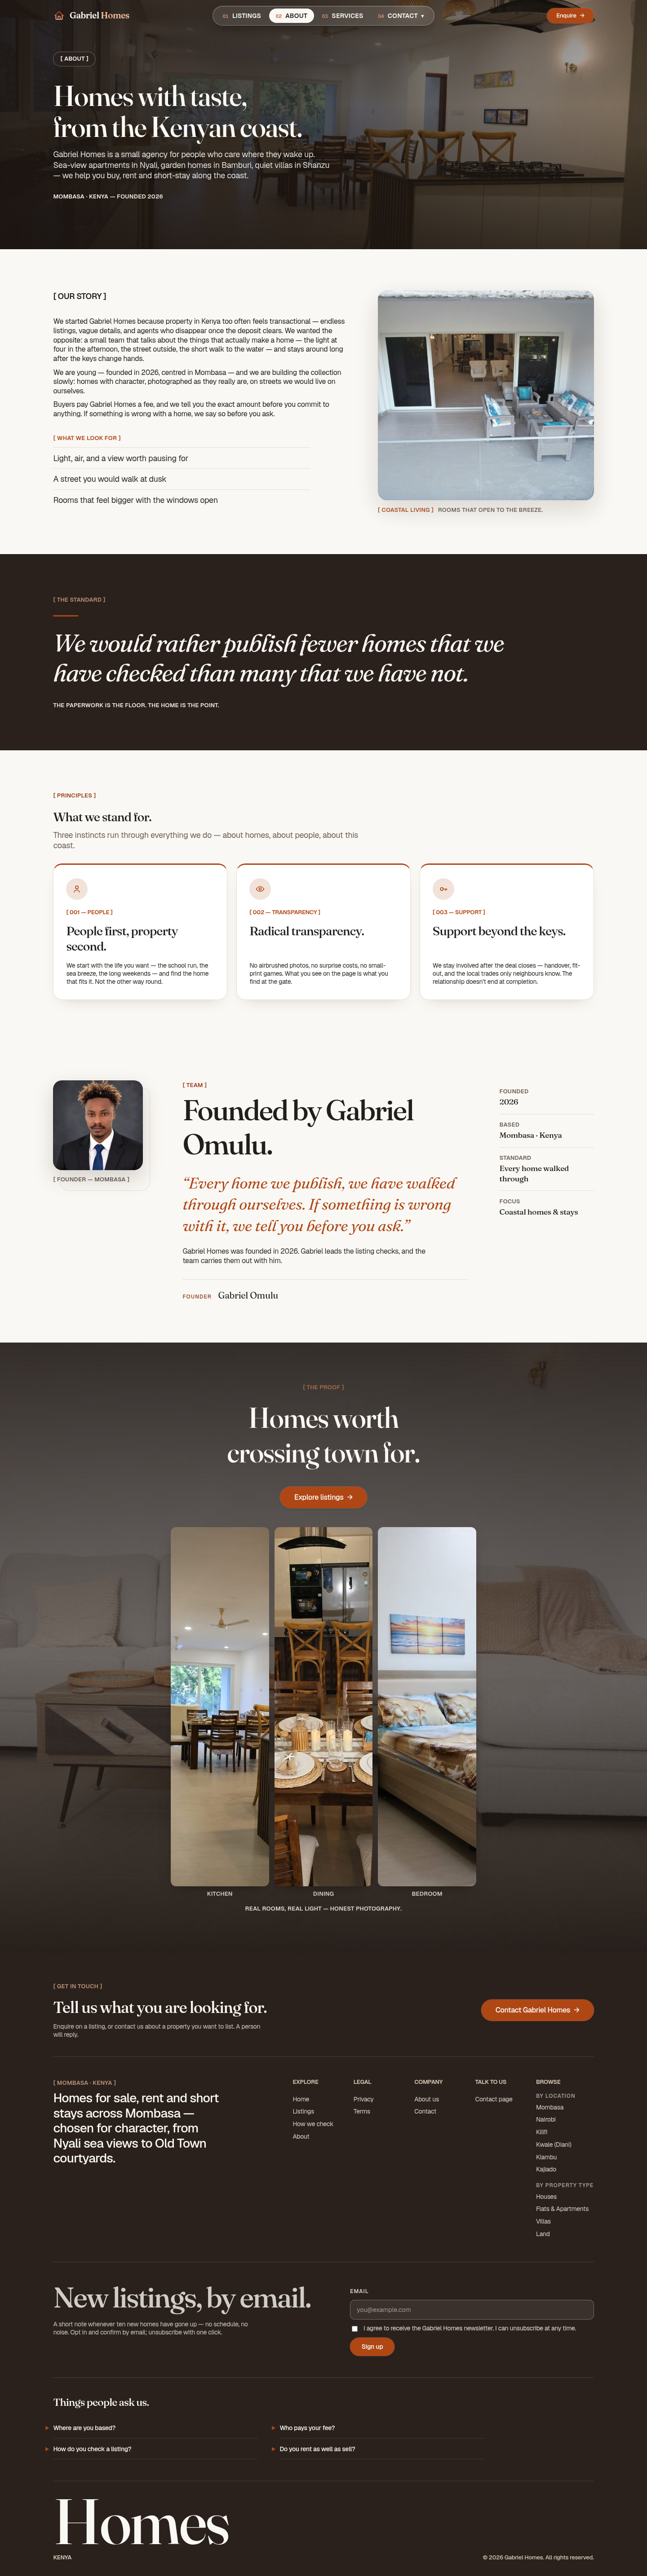 Gabriel Homes
01 LISTINGS
02 ABOUT
03 SERVICES
04 CONTACT
Enquire →
[ ABOUT ]
Homes with taste,
from the Kenyan coast.
Gabriel Homes is a small agency for people who care where they wake up.
Sea-view apartments in Nyali, garden homes in Bamburi, quiet villas in Shanzu
— we help you buy, rent and short-stay along the coast.
MOMBASA · KENYA — FOUNDED 2026
[ OUR STORY ]
We started Gabriel Homes because property in Kenya too often feels transactional — endless
listings, vague details, and agents who disappear once the deposit clears. We wanted the
opposite: a small team that talks about the things that actually make a home — the light at
four in the afternoon, the street outside, the short walk to the water — and stays around long
after the keys change hands.
We are young — founded in 2026, centred in Mombasa — and we are building the collection
slowly: homes with character, photographed as they really are, on streets we would live on
ourselves.
Buyers pay Gabriel Homes a fee, and we tell you the exact amount before you commit to
anything. If something is wrong with a home, we say so before you ask.
[ WHAT WE LOOK FOR ]
Light, air, and a view worth pausing for
A street you would walk at dusk
Rooms that feel bigger with the windows open
[ COASTAL LIVING ] ROOMS THAT OPEN TO THE BREEZE.
[ THE STANDARD ]
We would rather publish fewer homes that we
have checked than many that we have not.
THE PAPERWORK IS THE FLOOR. THE HOME IS THE POINT.
[ PRINCIPLES ]
What we stand for.
Three instincts run through everything we do — about homes, about people, about this
coast.
[ 001 — PEOPLE ]
People first, property
second.
We start with the life you want — the school run, the
sea breeze, the long weekends — and find the home
that fits it. Not the other way round.
[ 002 — TRANSPARENCY ]
Radical transparency.
No airbrushed photos, no surprise costs, no small-
print games. What you see on the page is what you
find at the gate.
[ 003 — SUPPORT ]
Support beyond the keys.
We stay involved after the deal closes — handover, fit-
out, and the local trades only neighbours know. The
relationship doesn't end at completion.
[ FOUNDER — MOMBASA ]
[ TEAM ]
Founded by Gabriel
Omulu.
“Every home we publish, we have walked
through ourselves. If something is wrong
with it, we tell you before you ask.”
Gabriel Homes was founded in 2026. Gabriel leads the listing checks, and the
team carries them out with him.
FOUNDER Gabriel Omulu
FOUNDED
2026
BASED
Mombasa · Kenya
STANDARD
Every home walked
through
FOCUS
Coastal homes & stays
[ THE PROOF ]
Homes worth
crossing town for.
Explore listings →
KITCHEN
DINING
BEDROOM
REAL ROOMS, REAL LIGHT — HONEST PHOTOGRAPHY.
[ GET IN TOUCH ]
Tell us what you are looking for.
Enquire on a listing, or contact us about a property you want to list. A person
will reply.
Contact Gabriel Homes →
[ MOMBASA · KENYA ]
Homes for sale, rent and short
stays across Mombasa —
chosen for character, from
Nyali sea views to Old Town
courtyards.
EXPLORE
Home
Listings
How we check
About
LEGAL
Privacy
Terms
COMPANY
About us
Contact
TALK TO US
Contact page
BROWSE
BY LOCATION
Mombasa
Nairobi
Kilifi
Kwale (Diani)
Kiambu
Kajiado
BY PROPERTY TYPE
Houses
Flats & Apartments
Villas
Land
New listings, by email.
A short note whenever ten new homes have gone up — no schedule, no
noise. Opt in and confirm by email; unsubscribe with one click.
EMAIL
you@example.com
I agree to receive the Gabriel Homes newsletter. I can unsubscribe at any time.
Sign up
Things people ask us.
Where are you based?
Who pays your fee?
How do you check a listing?
Do you rent as well as sell?
Homes
KENYA
© 2026 Gabriel Homes. All rights reserved.